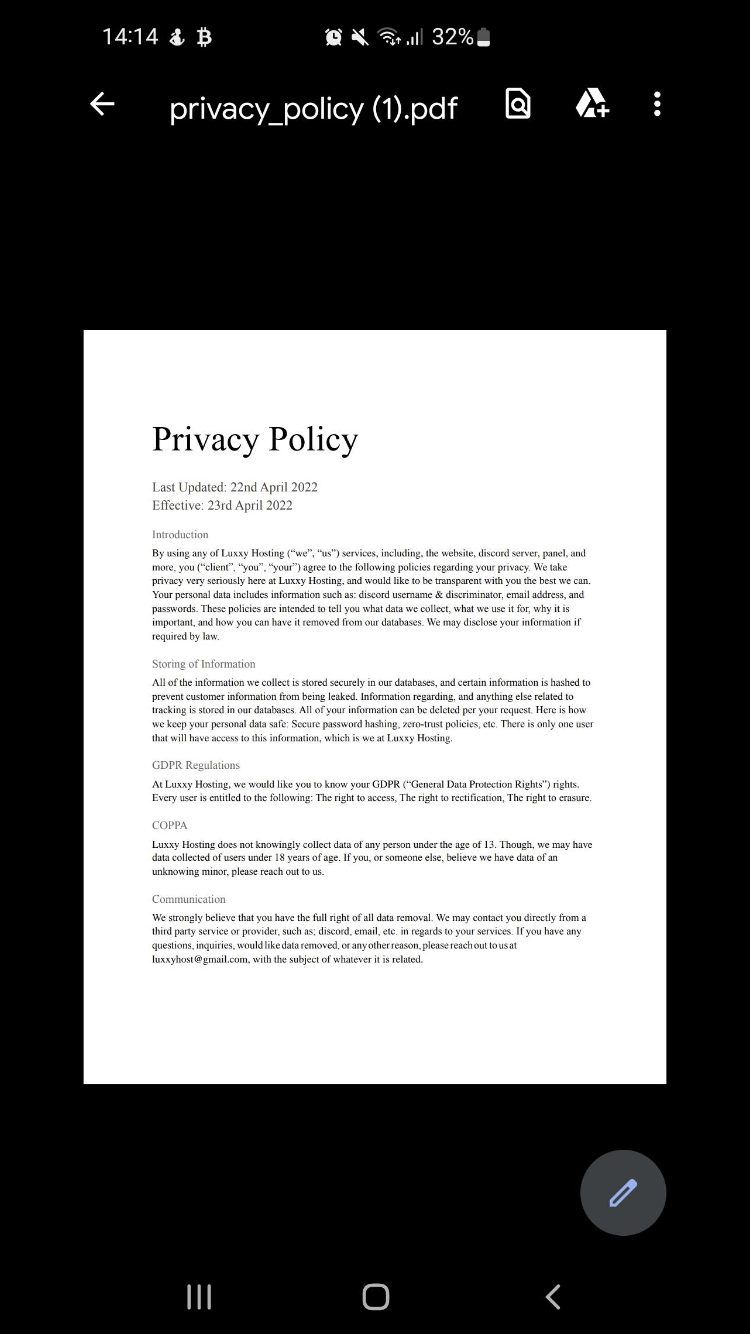 14:14 32%
privacy_policy (1).pdf
Privacy Policy
Last Updated: 22nd April 2022
Effective: 23rd April 2022
Introduction
By using any of Luxxy Hosting (“we”, “us”) services, including, the website, discord server, panel, and
more, you (“client”, “you”, “your”) agree to the following policies regarding your privacy. We take
privacy very seriously here at Luxxy Hosting, and would like to be transparent with you the best we can.
Your personal data includes information such as: discord username & discriminator, email address, and
passwords. These policies are intended to tell you what data we collect, what we use it for, why it is
important, and how you can have it removed from our databases. We may disclose your information if
required by law.
Storing of Information
All of the information we collect is stored securely in our databases, and certain information is hashed to
prevent customer information from being leaked. Information regarding, and anything else related to
tracking is stored in our databases. All of your information can be deleted per your request. Here is how
we keep your personal data safe: Secure password hashing, zero-trust policies, etc. There is only one user
that will have access to this information, which is we at Luxxy Hosting.
GDPR Regulations
At Luxxy Hosting, we would like you to know your GDPR (“General Data Protection Rights”) rights.
Every user is entitled to the following: The right to access, The right to rectification, The right to erasure.
COPPA
Luxxy Hosting does not knowingly collect data of any person under the age of 13. Though, we may have
data collected of users under 18 years of age. If you, or someone else, believe we have data of an
unknowing minor, please reach out to us.
Communication
We strongly believe that you have the full right of all data removal. We may contact you directly from a
third party service or provider, such as; discord, email, etc. in regards to your services. If you have any
questions, inquiries, would like data removed, or any other reason, please reach out to us at
luxxyhost@gmail.com, with the subject of whatever it is related.